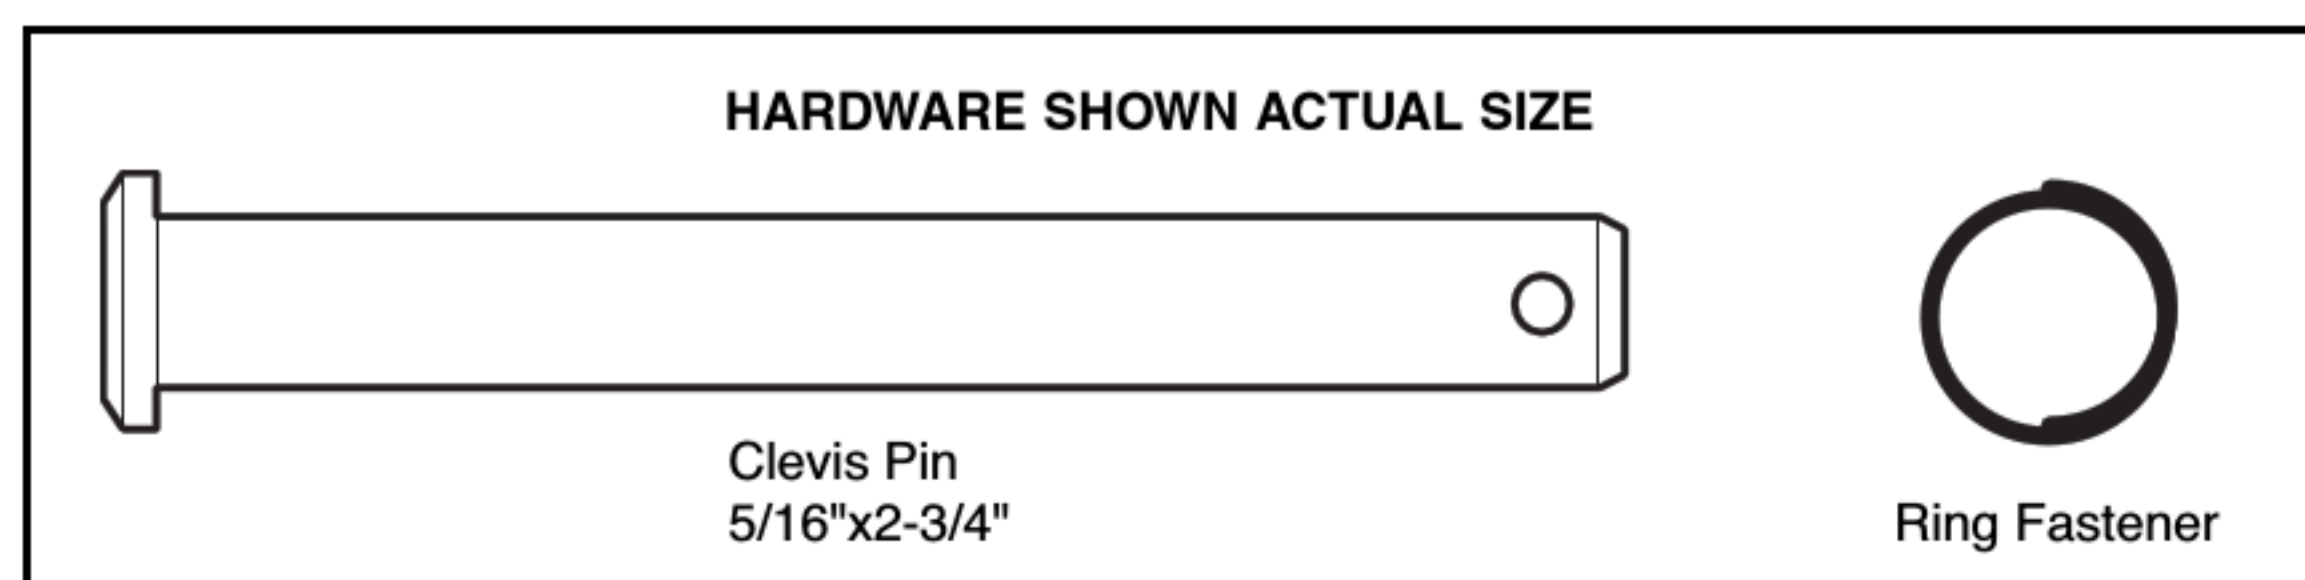 HARDWARE SHOWN ACTUAL SIZE
Clevis Pin
5/16"x2-3/4"
Ring Fastener